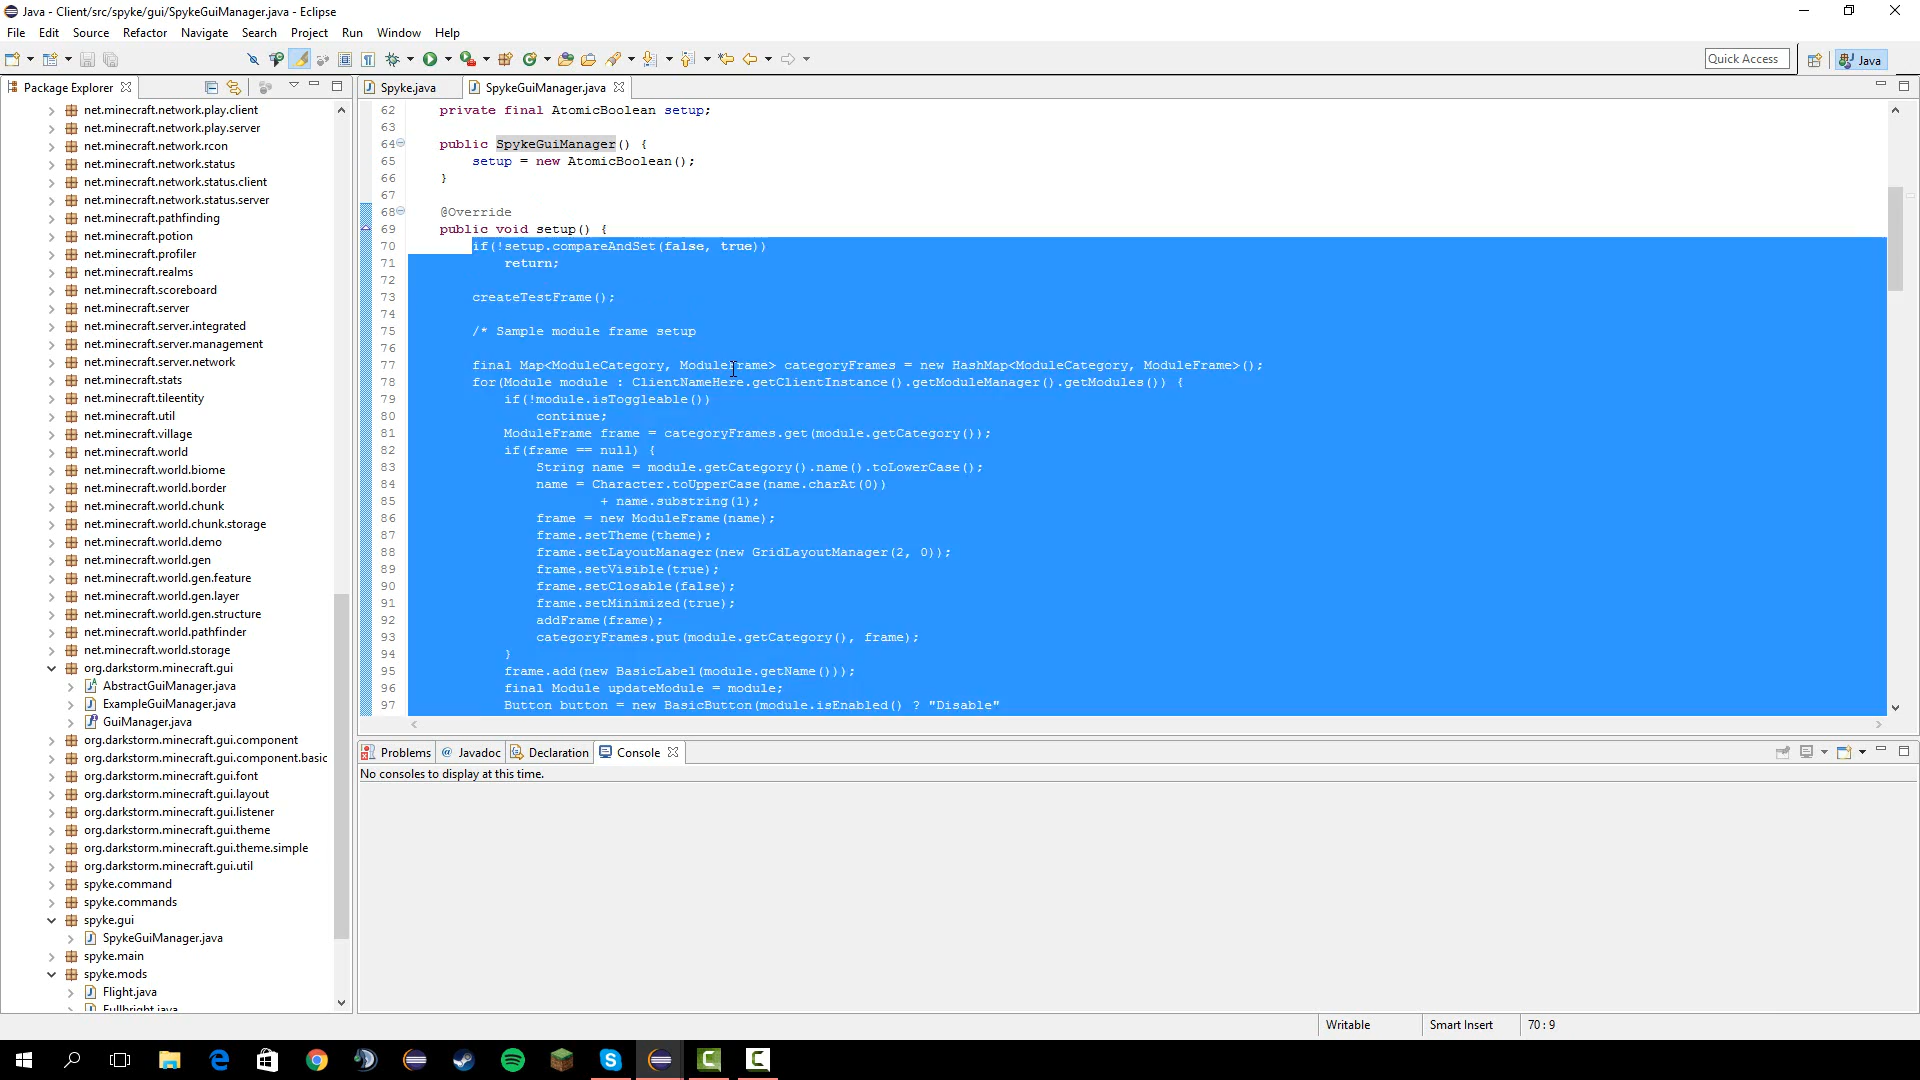 Java - Client/src/spyke/gui/SpykeGuiManager.java - Eclipse
File Edit Source Refactor Navigate Search Project Run Window Help
Quick Access
Java
Package Explorer
Spyke.java
SpykeGuiManager.java
net.minecraft.network.play.client
net.minecraft.network.play.server
net.minecraft.network.rcon
net.minecraft.network.status
net.minecraft.network.status.client
net.minecraft.network.status.server
net.minecraft.pathfinding
net.minecraft.potion
net.minecraft.profiler
net.minecraft.realms
net.minecraft.scoreboard
net.minecraft.server
net.minecraft.server.integrated
net.minecraft.server.management
net.minecraft.server.network
net.minecraft.stats
net.minecraft.tileentity
net.minecraft.util
net.minecraft.village
net.minecraft.world
net.minecraft.world.biome
net.minecraft.world.border
net.minecraft.world.chunk
net.minecraft.world.chunk.storage
net.minecraft.world.demo
net.minecraft.world.gen
net.minecraft.world.gen.feature
net.minecraft.world.gen.layer
net.minecraft.world.gen.structure
net.minecraft.world.pathfinder
net.minecraft.world.storage
org.darkstorm.minecraft.gui
AbstractGuiManager.java
ExampleGuiManager.java
GuiManager.java
org.darkstorm.minecraft.gui.component
org.darkstorm.minecraft.gui.component.basic
org.darkstorm.minecraft.gui.font
org.darkstorm.minecraft.gui.layout
org.darkstorm.minecraft.gui.listener
org.darkstorm.minecraft.gui.theme
org.darkstorm.minecraft.gui.theme.simple
org.darkstorm.minecraft.gui.util
spyke.command
spyke.commands
spyke.gui
SpykeGuiManager.java
spyke.main
spyke.mods
Flight.java
Fullbright.java
62 private final AtomicBoolean setup;
63
64 public SpykeGuiManager() {
65 setup = new AtomicBoolean();
66 }
67
68 @Override
69 public void setup() {
70 if(!setup.compareAndSet(false, true))
71 return;
72
73 createTestFrame();
74
75 /* Sample module frame setup
76
77 final Map<ModuleCategory, ModuleFrame> categoryFrames = new HashMap<ModuleCategory, ModuleFrame>();
78 for(Module module : ClientNameHere.getClientInstance().getModuleManager().getModules()) {
79 if(!module.isToggleable())
80 continue;
81 ModuleFrame frame = categoryFrames.get(module.getCategory());
82 if(frame == null) {
83 String name = module.getCategory().name().toLowerCase();
84 name = Character.toUpperCase(name.charAt(0))
85 + name.substring(1);
86 frame = new ModuleFrame(name);
87 frame.setTheme(theme);
88 frame.setLayoutManager(new GridLayoutManager(2, 0));
89 frame.setVisible(true);
90 frame.setClosable(false);
91 frame.setMinimized(true);
92 addFrame(frame);
93 categoryFrames.put(module.getCategory(), frame);
94 }
95 frame.add(new BasicLabel(module.getName()));
96 final Module updateModule = module;
97 Button button = new BasicButton(module.isEnabled() ? "Disable"
Problems @ Javadoc Declaration Console
No consoles to display at this time.
Writable Smart Insert 70 : 9